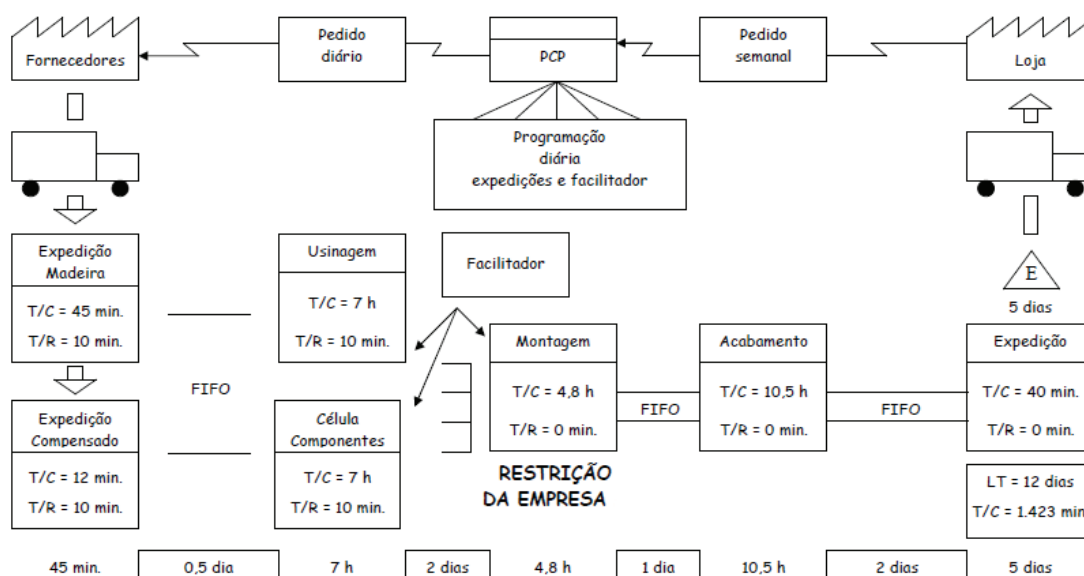 Fornecedores
Pedido
diário
PCP
Pedido
semanal
Loja
Programação
diária
expedições e facilitador
Expedição
Madeira
T/C = 45 min.
T/R = 10 min.
Usinagem
T/C = 7 h
T/R = 10 min.
Facilitador
E
5 dias
Montagem
T/C = 4,8 h
T/R = 0 min.
Acabamento
T/C = 10,5 h
T/R = 0 min.
Expedição
T/C = 40 min.
T/R = 0 min.
FIFO
FIFO
FIFO
Expedição
Compensado
T/C = 12 min.
T/R = 10 min.
Célula
Componentes
T/C = 7 h
T/R = 10 min.
RESTRIÇÃO
DA EMPRESA
LT = 12 dias
T/C = 1.423 min
45 min.
0,5 dia
7 h
2 dias
4,8 h
1 dia
10,5 h
2 dias
5 dias